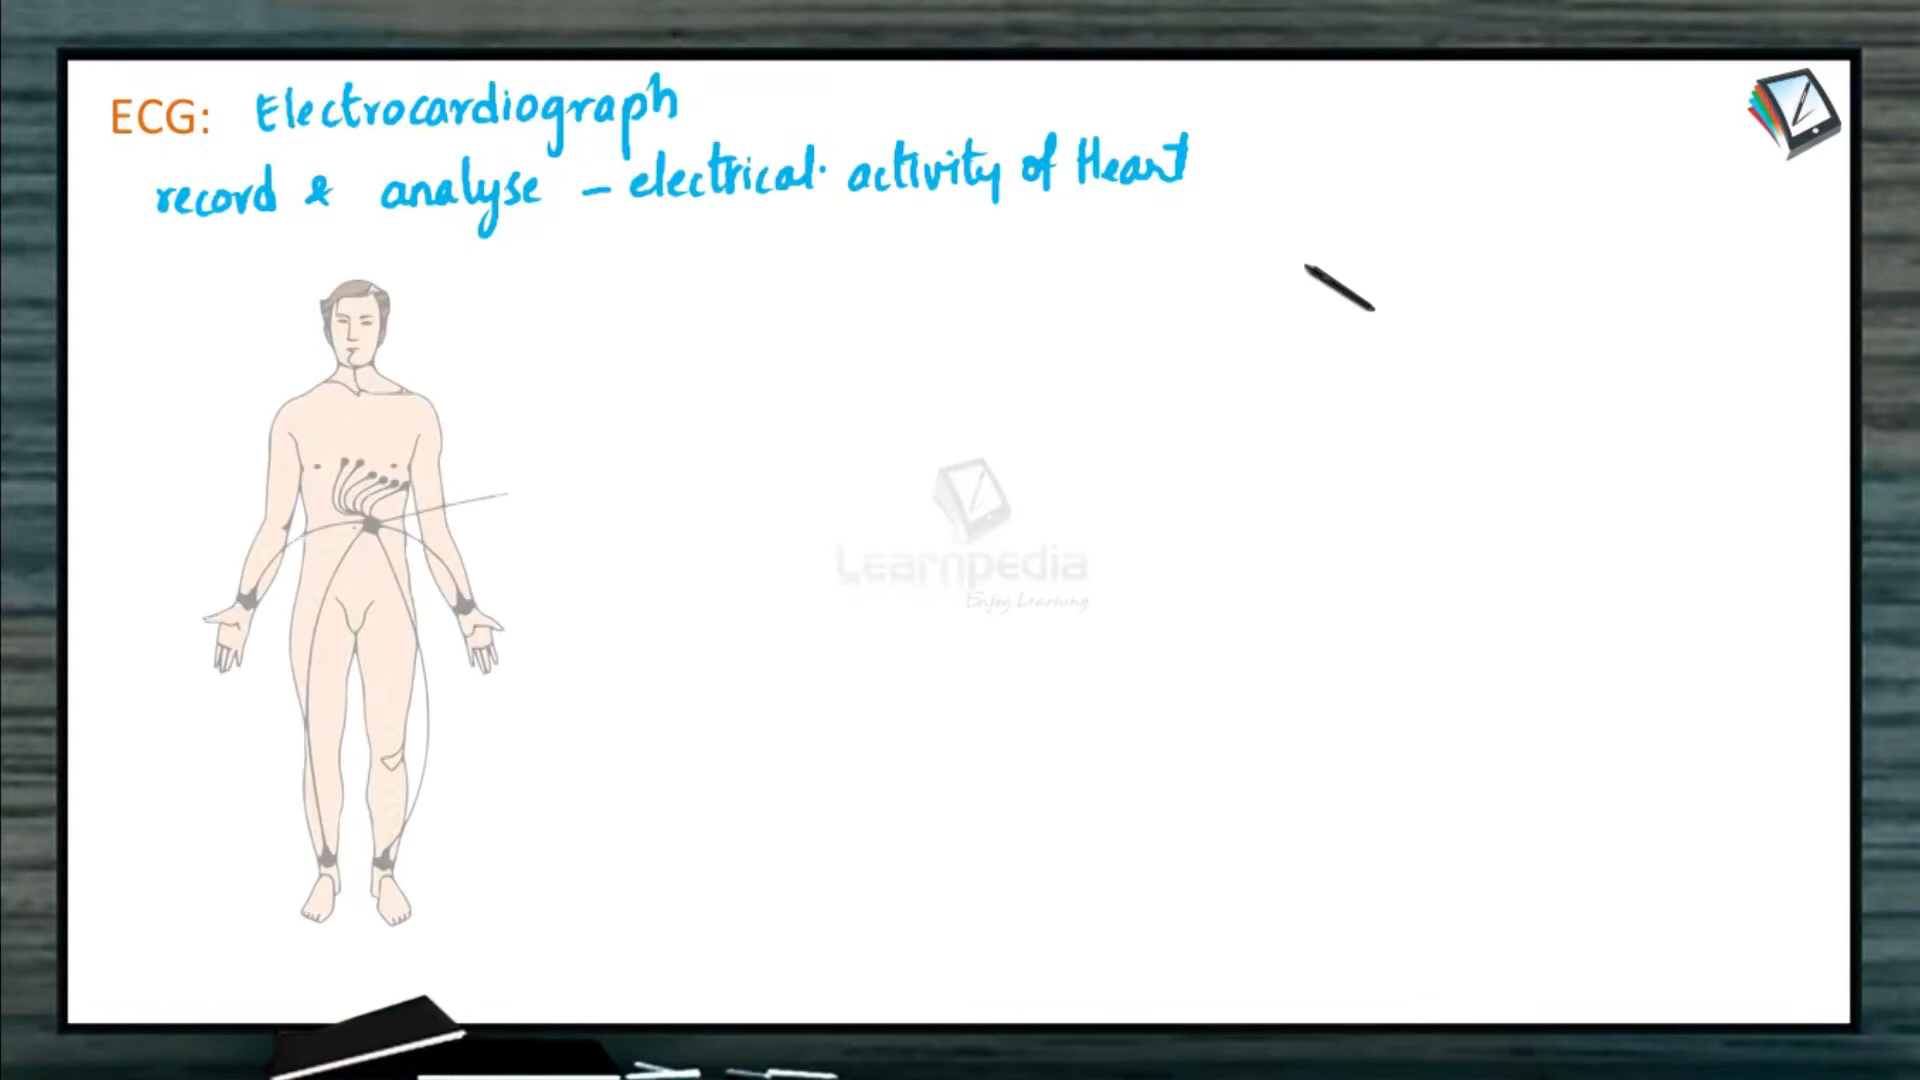 ECG: Electrocardiograph
record & analyse - electrical activity of Heart
Learnpedia
Enjoy Learning